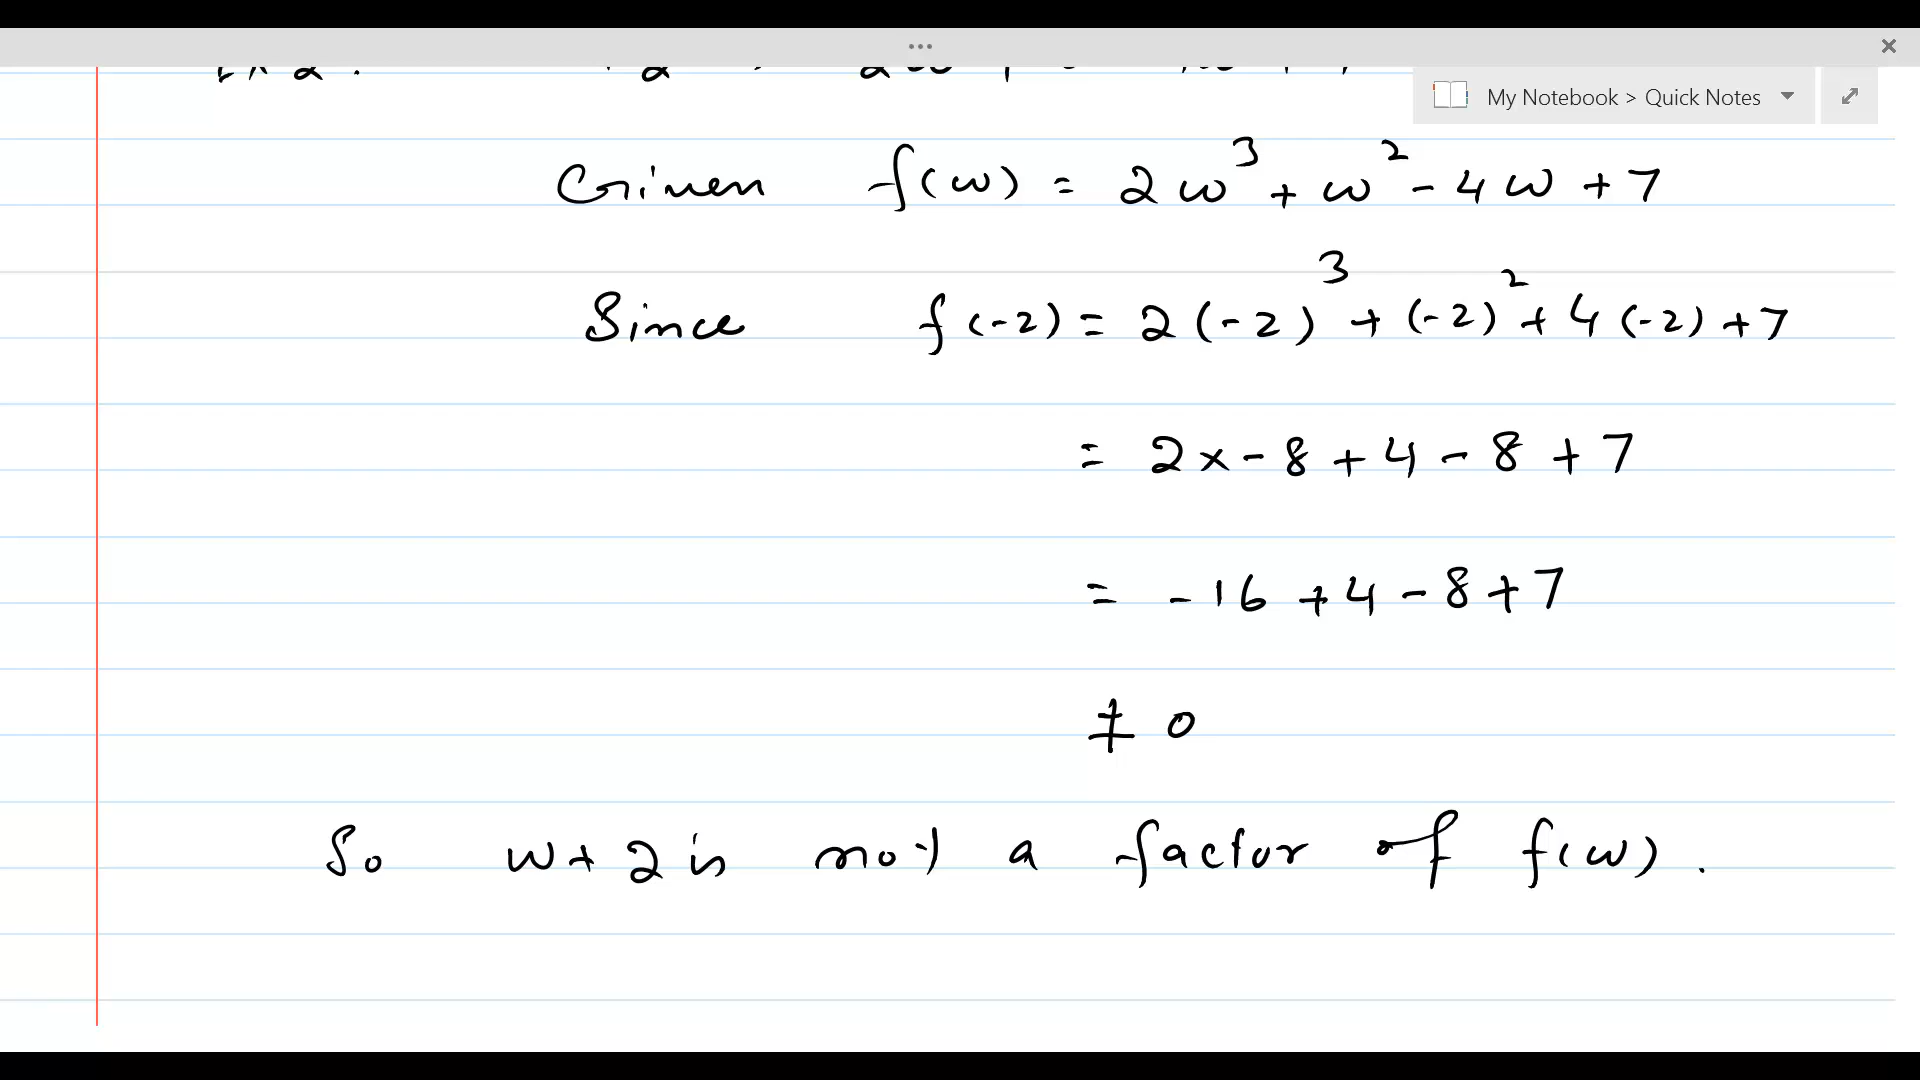 My Notebook > Quick Notes
Given f(w) = 2w³ + w² - 4w + 7
Since f(-2) = 2(-2)³ + (-2)² + 4(-2) + 7
= 2x - 8 + 4 - 8 + 7
= - 16 + 4 - 8 + 7
≠ 0
So w + 2 is not a factor of f(w).